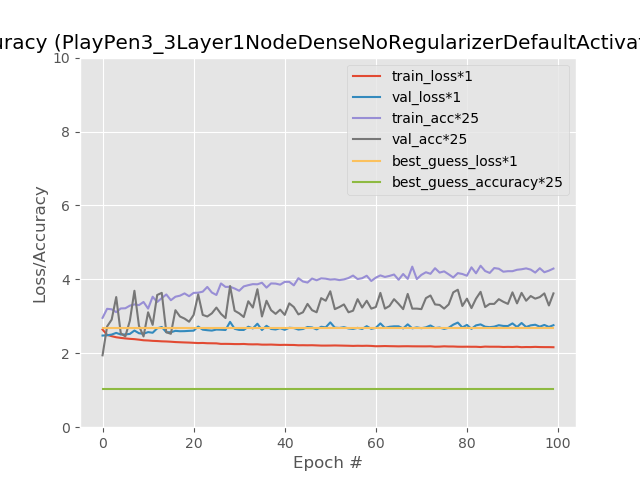 uracy (PlayPen3_3Layer1NodeDenseNoRegularizerDefaultActivat
10
8
6
4
2
0
Loss/Accuracy
train_loss*1
val_loss*1
train_acc*25
val_acc*25
best_guess_loss*1
best_guess_accuracy*25
0 20 40 60 80 100
Epoch #